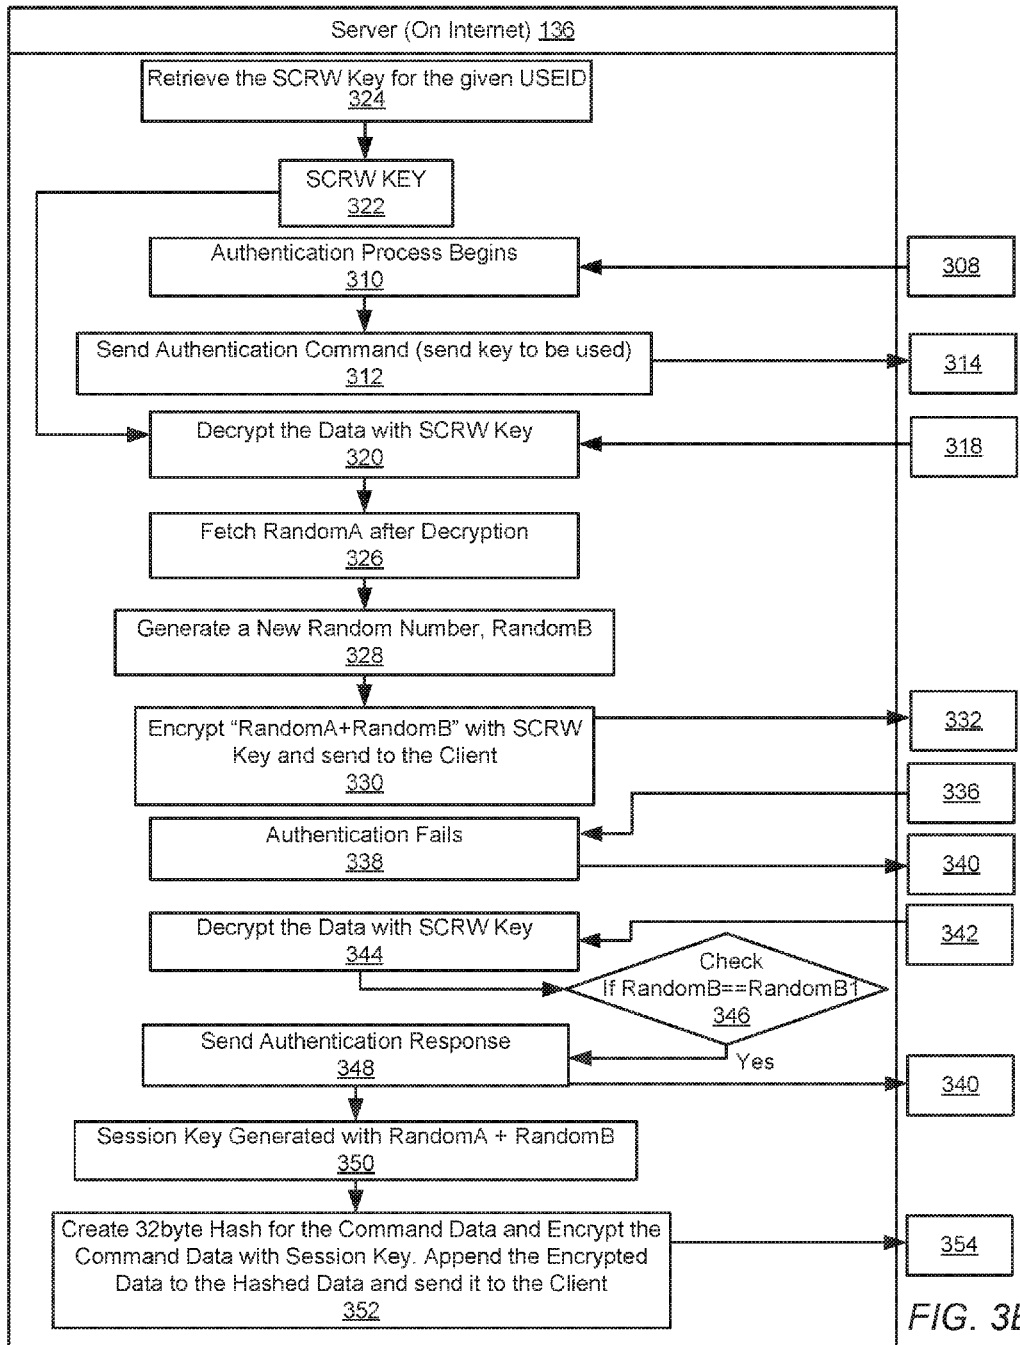 Server (On Internet) 136
Retrieve the SCRW Key for the given USEID
324
SCRW KEY
322
Authentication Process Begins
310
308
Send Authentication Command (send key to be used)
312
314
Decrypt the Data with SCRW Key
320
318
Fetch RandomA after Decryption
326
Generate a New Random Number, RandomB
328
Encrypt “RandomA+RandomB” with SCRW
Key and send to the Client
330
332
336
Authentication Fails
338
340
Decrypt the Data with SCRW Key
344
342
Check
If RandomB==RandomB1
346
Yes
Send Authentication Response
348
340
Session Key Generated with RandomA + RandomB
350
Create 32byte Hash for the Command Data and Encrypt the
Command Data with Session Key. Append the Encrypted
Data to the Hashed Data and send it to the Client
352
354
FIG. 3B